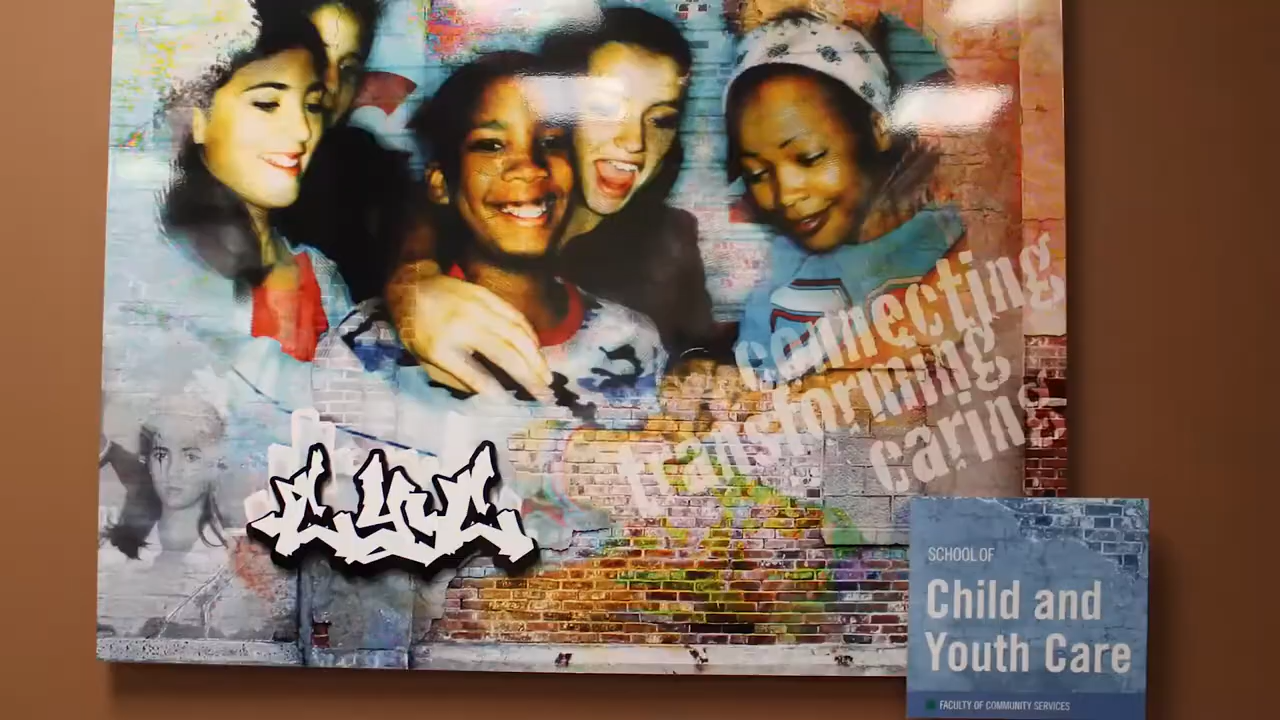 connecting
transforming
caring
CYC
SCHOOL OF
Child and
Youth Care
FACULTY OF COMMUNITY SERVICES